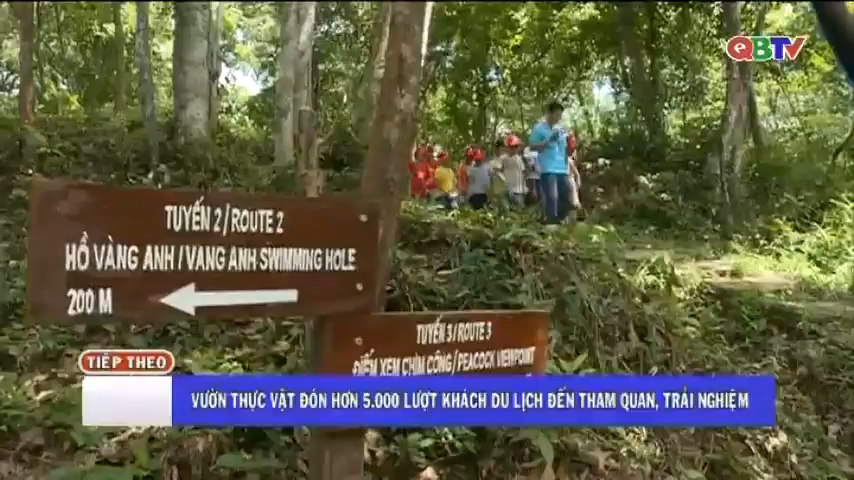 QBTV
TUYẾN 2/ROUTE 2
HỒ VÀNG ANH/VANG ANH SWIMMING HOLE
200 M
TUYẾN 3/ROUTE 3
ĐIỂM XEM CHIM CÔNG/PEACOCK VIEWPOINT
TIẾP THEO
VƯỜN THỰC VẬT ĐÓN HƠN 5.000 LƯỢT KHÁCH DU LỊCH ĐẾN THAM QUAN, TRẢI NGHIỆM
QBTV